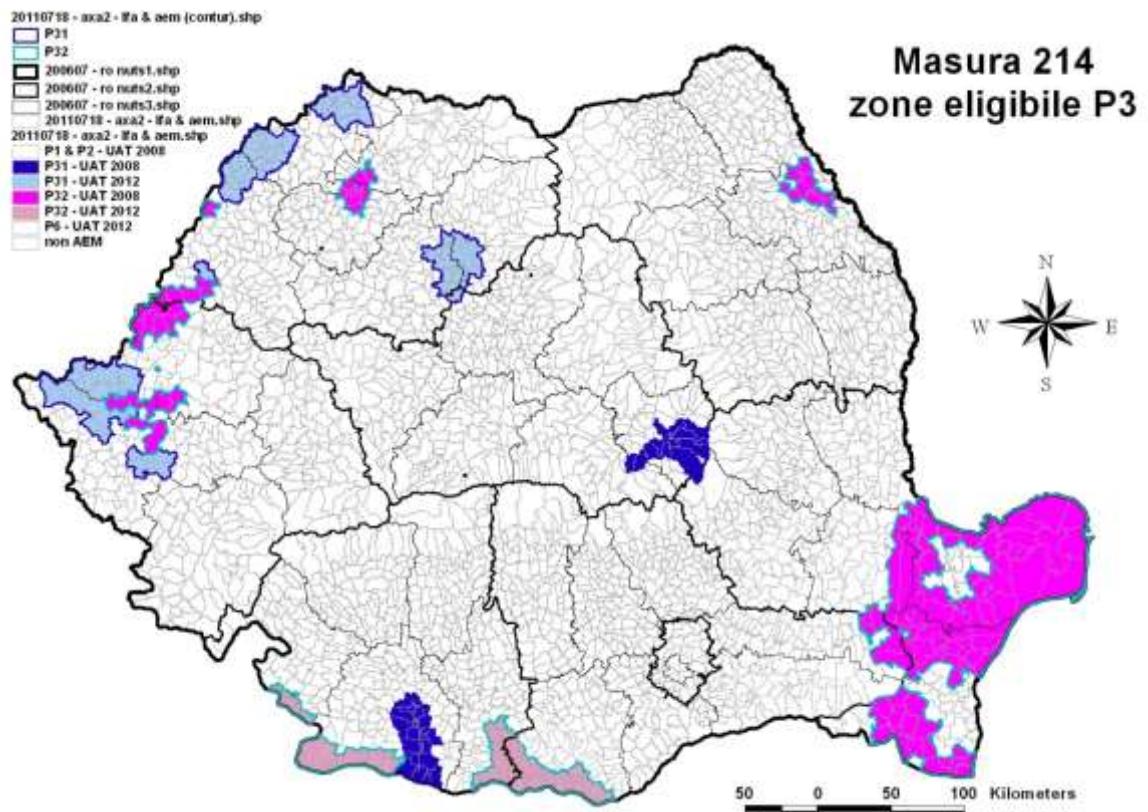 20110718 - axa2 - lfa & aem (contur).shp
P31
P32
200607 - ro nuts1.shp
200607 - ro nuts2.shp
200607 - ro nuts3.shp
20110718 - axa2 - lfa & aem.shp
20110718 - axa2 - lfa & aem.shp
P1 & P2 - UAT 2008
P31 - UAT 2008
P31 - UAT 2012
P32 - UAT 2008
P32 - UAT 2012
P6 - UAT 2012
non AEM
Masura 214
zone eligibile P3
N
W E
S
50 0 50 100 Kilometers